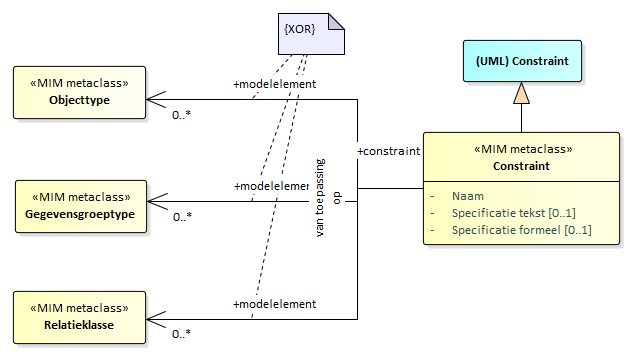 {XOR}
(UML) Constraint
«MIM metaclass»
Objecttype
+modelelement
0..*
+constraint
«MIM metaclass»
Constraint
- Naam
- Specificatie tekst [0..1]
- Specificatie formeel [0..1]
«MIM metaclass»
Gegevensgroeptype
+modelelemen
0..*
van toepassing
op
«MIM metaclass»
Relatieklasse
+modelelement
0..*